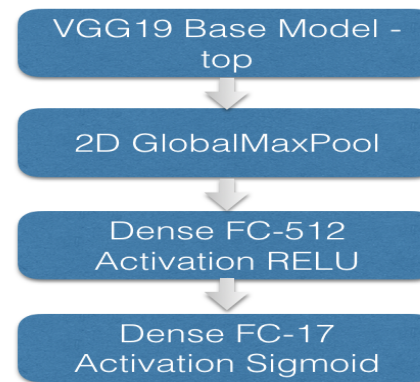 VGG19 Base Model -
top
2D GlobalMaxPool
Dense FC-512
Activation RELU
Dense FC-17
Activation Sigmoid